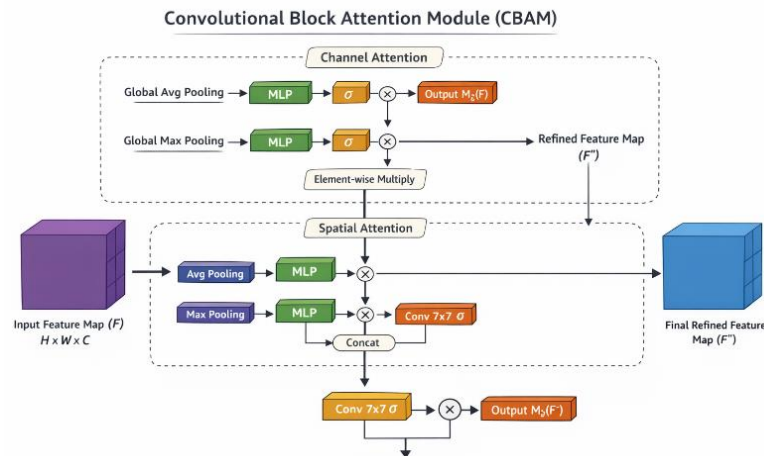 Convolutional Block Attention Module (CBAM)
Channel Attention
Global Avg Pooling
MLP
σ
×
Output M₂(F)
Global Max Pooling
MLP
σ
×
Refined Feature Map
(F'')
Element-wise Multiply
Spatial Attention
Avg Pooling
MLP
×
Max Pooling
MLP
×
Conv 7x7 σ
Concat
Input Feature Map (F)
H x W x C
Final Refined Feature
Map (F'')
Conv 7x7 σ
×
Output